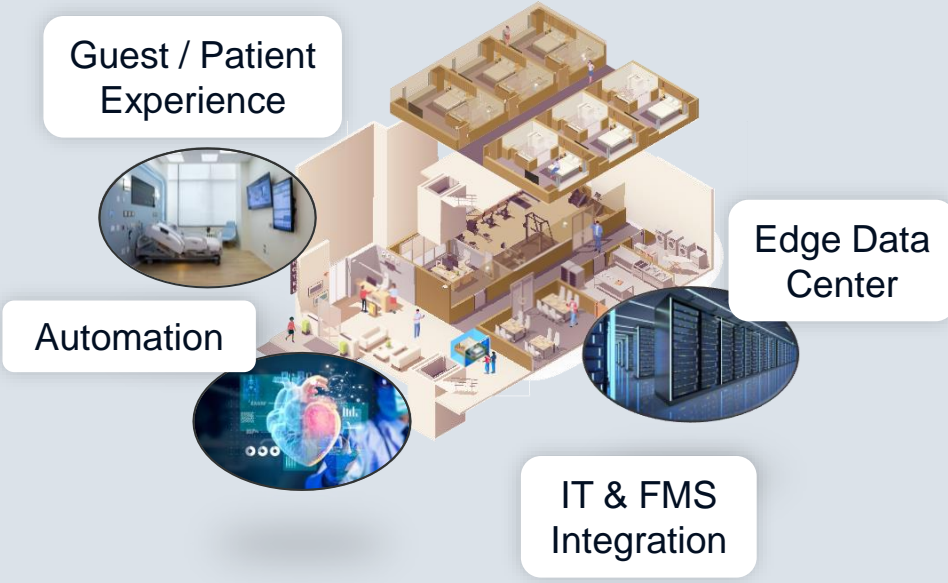 Guest / Patient
Experience
Edge Data
Center
Automation
IT & FMS
Integration